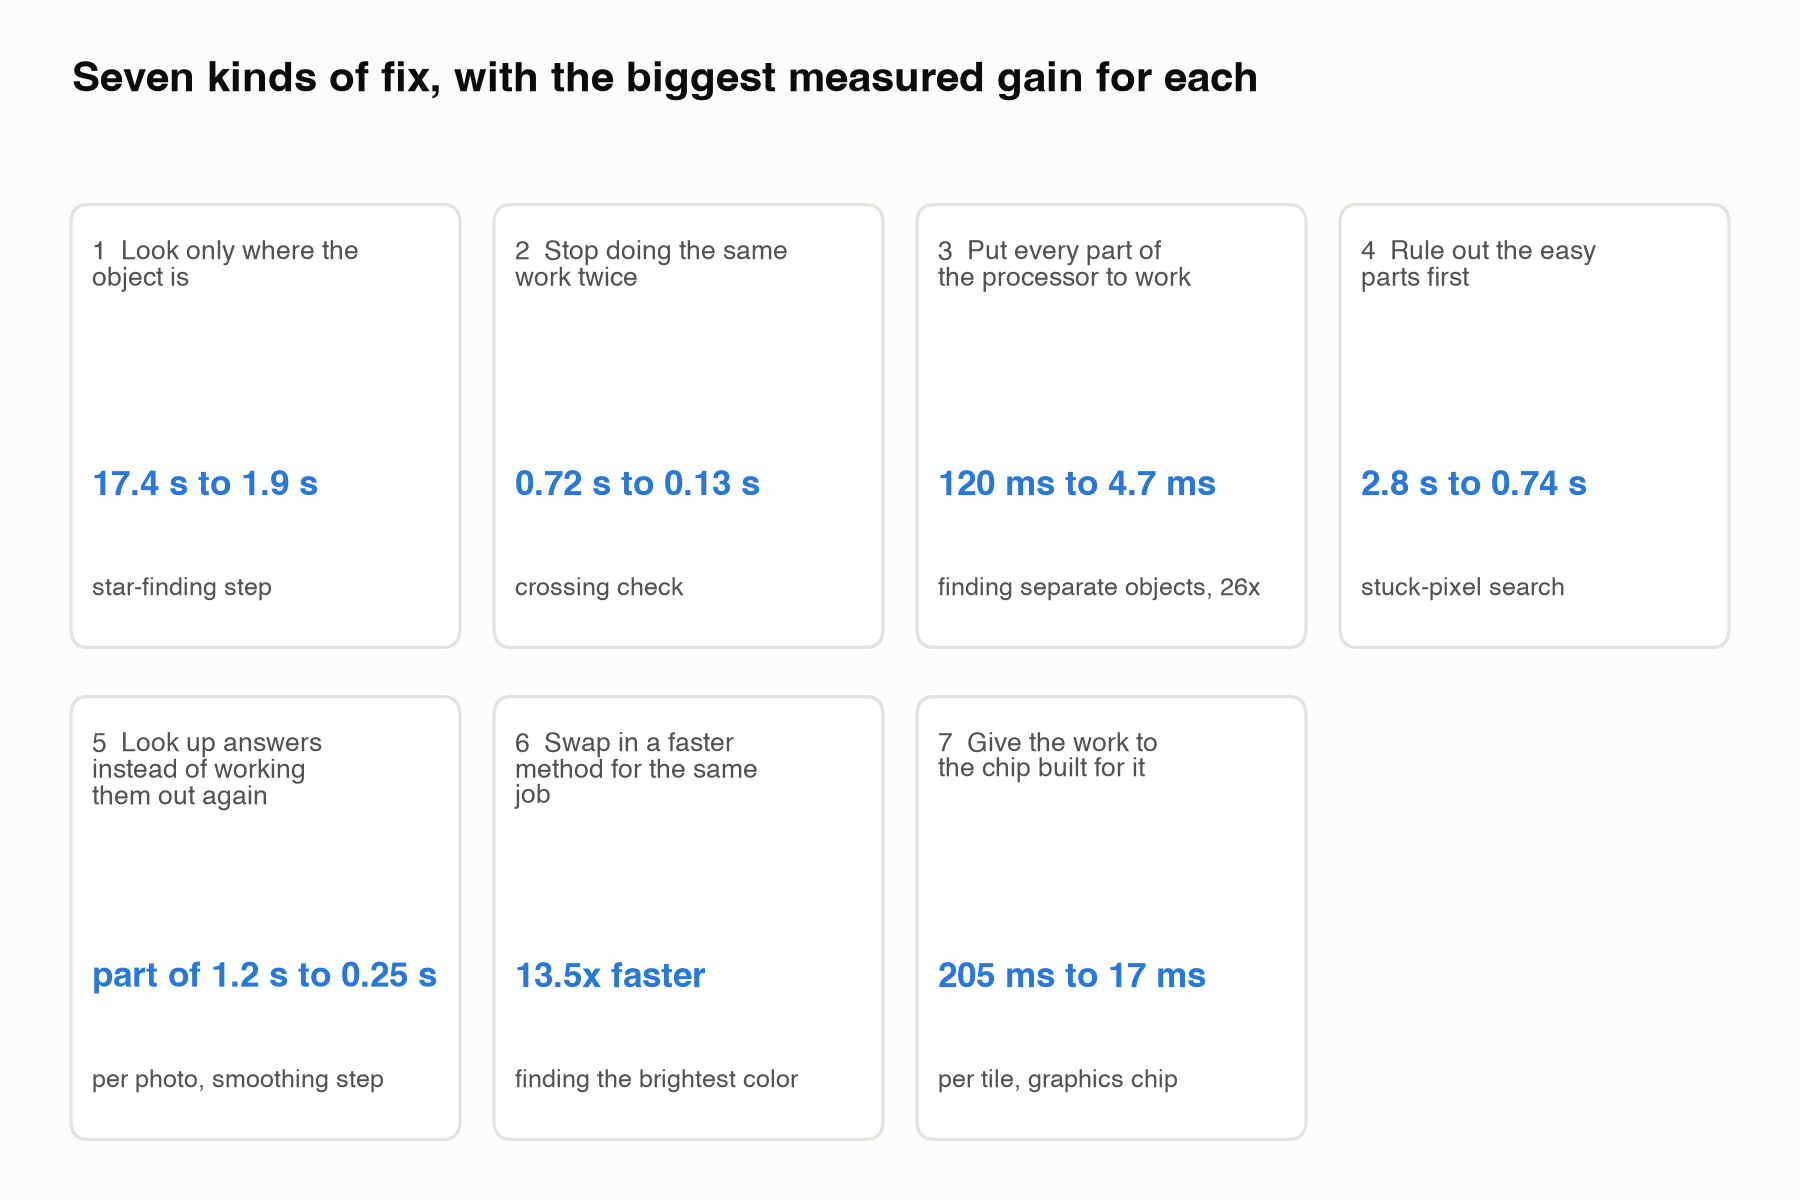 Seven kinds of fix, with the biggest measured gain for each
1 Look only where the
object is
17.4 s to 1.9 s
star-finding step
2 Stop doing the same
work twice
0.72 s to 0.13 s
crossing check
3 Put every part of
the processor to work
120 ms to 4.7 ms
finding separate objects, 26x
4 Rule out the easy
parts first
2.8 s to 0.74 s
stuck-pixel search
5 Look up answers
instead of working
them out again
part of 1.2 s to 0.25 s
per photo, smoothing step
6 Swap in a faster
method for the same
job
13.5x faster
finding the brightest color
7 Give the work to
the chip built for it
205 ms to 17 ms
per tile, graphics chip